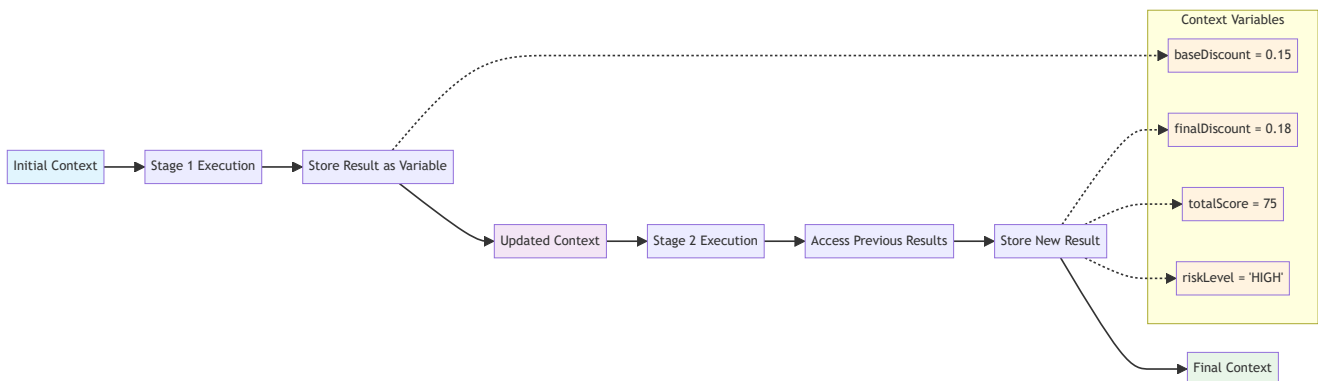 Context Variables
baseDiscount = 0.15
finalDiscount = 0.18
Initial Context
Stage 1 Execution
Store Result as Variable
totalScore = 75
Updated Context
Stage 2 Execution
Access Previous Results
Store New Result
riskLevel = 'HIGH'
Final Context